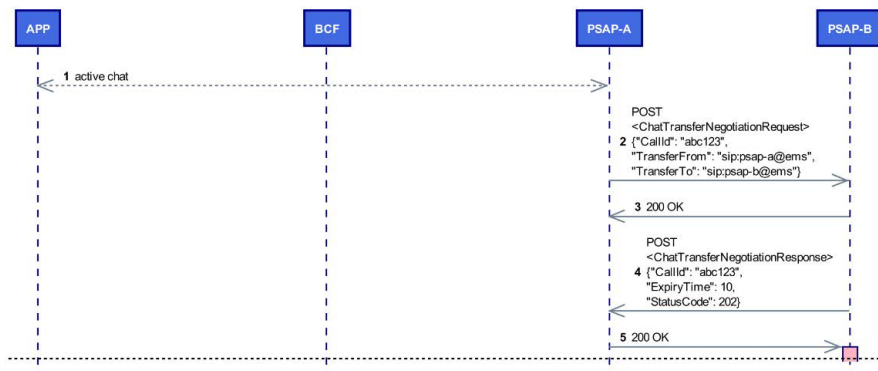 APP
BCF
PSAP-A
PSAP-B
1 active chat
POST
<ChatTransferNegotiationRequest>
2 {"CallId": "abc123",
"TransferFrom": "sip:psap-a@ems",
"TransferTo": "sip:psap-b@ems"}
3 200 OK
POST
<ChatTransferNegotiationResponse>
4 {"CallId": "abc123",
"ExpiryTime": 10,
"StatusCode": 202}
5 200 OK